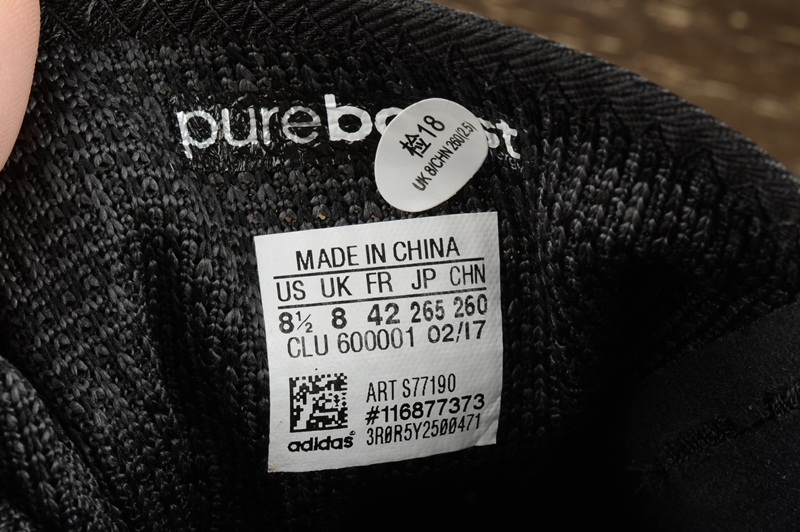 pureboost
检18
UK 8/CHN 260(2.5)
MADE IN CHINA
US UK FR JP CHN
8½ 8 42 265 260
CLU 600001 02/17
ART S77190
#116877373
3R0R5Y2500471
adidas®